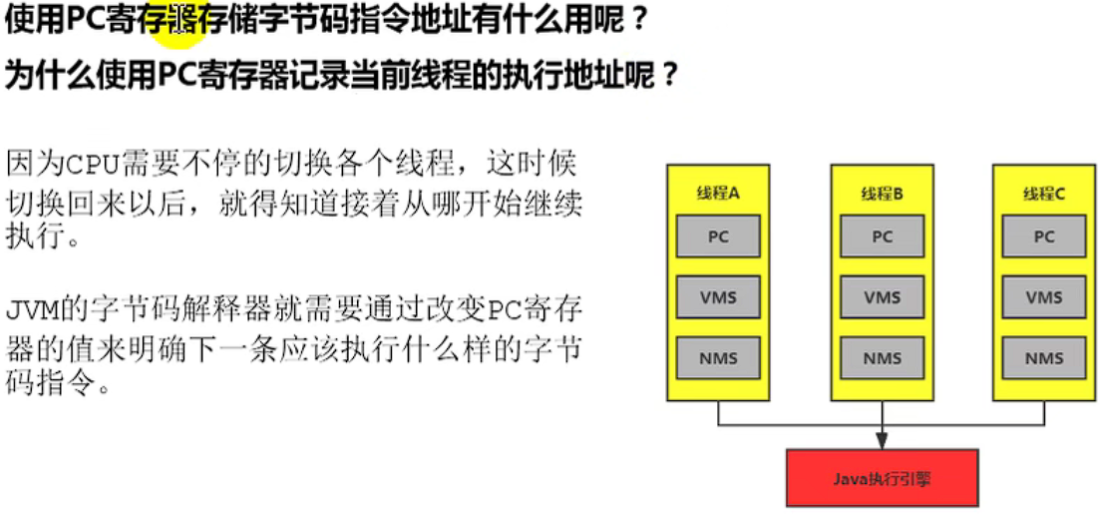 使用PC寄存器存储字节码指令地址有什么用呢？
为什么使用PC寄存器记录当前线程的执行地址呢？
因为CPU需要不停的切换各个线程，这时候
切换回来以后，就得知道接着从哪开始继续
执行。
JVM的字节码解释器就需要通过改变PC寄存
器的值来明确下一条应该执行什么样的字节
码指令。
线程A
PC
VMS
NMS
线程B
PC
VMS
NMS
线程C
PC
VMS
NMS
Java执行引擎